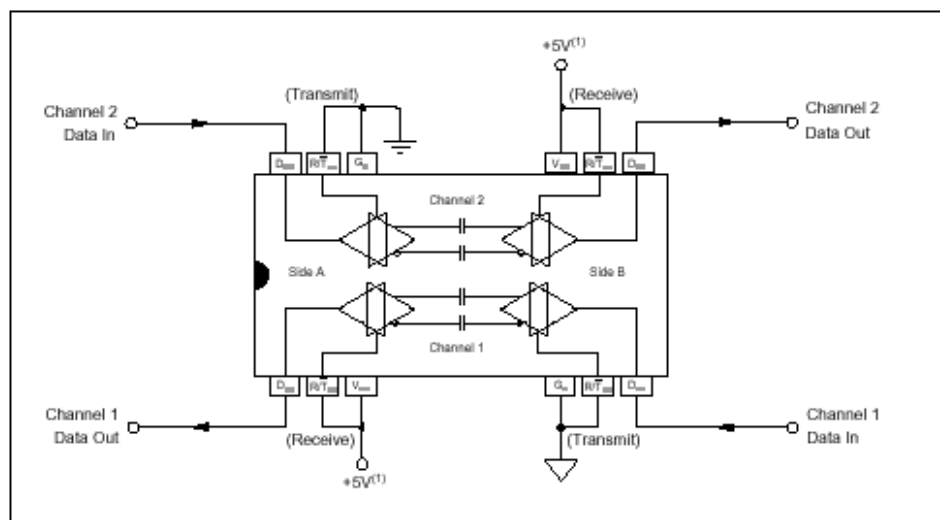 +5V(1)
(Transmit)
(Receive)
Channel 2
Data In
Channel 2
Data Out
D
R/T
G
V
R/T
D
Channel 2
Side A
Side B
Channel 1
D
R/T
V
G
R/T
D
Channel 1
Data Out
(Receive)
(Transmit)
Channel 1
Data In
+5V(1)